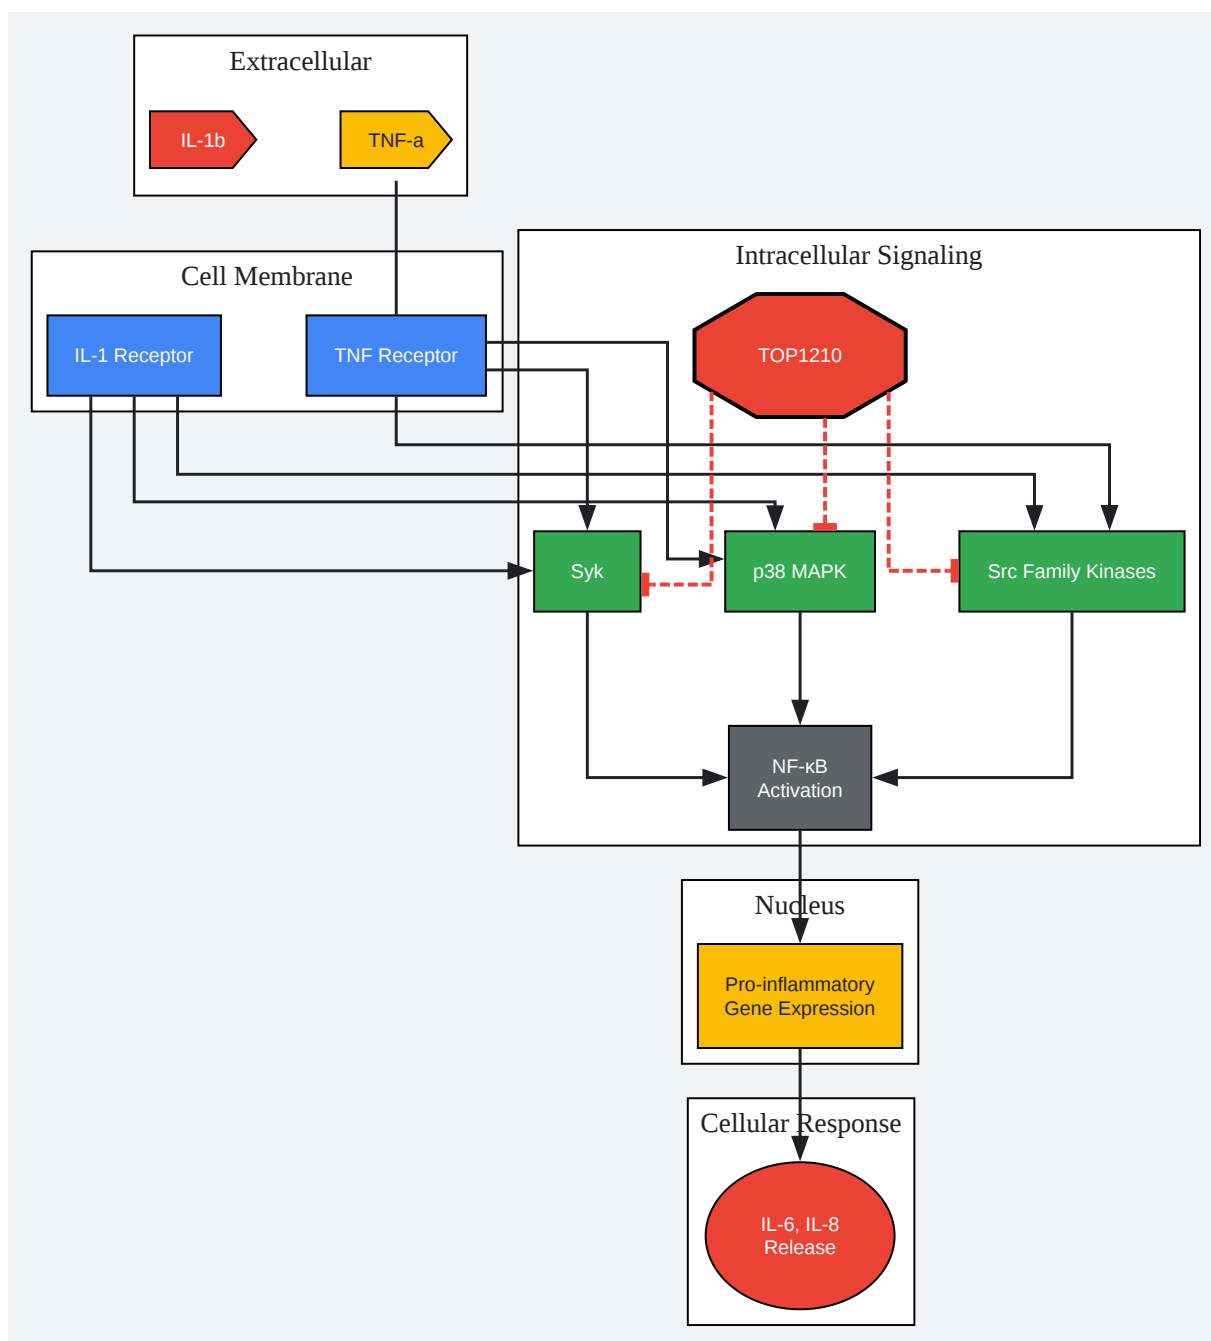 Extracellular
IL-1b
TNF-a
Cell Membrane
IL-1 Receptor
TNF Receptor
Intracellular Signaling
TOP1210
Syk
p38 MAPK
Src Family Kinases
NF-κB
Activation
Nucleus
Pro-inflammatory
Gene Expression
Cellular Response
IL-6, IL-8
Release